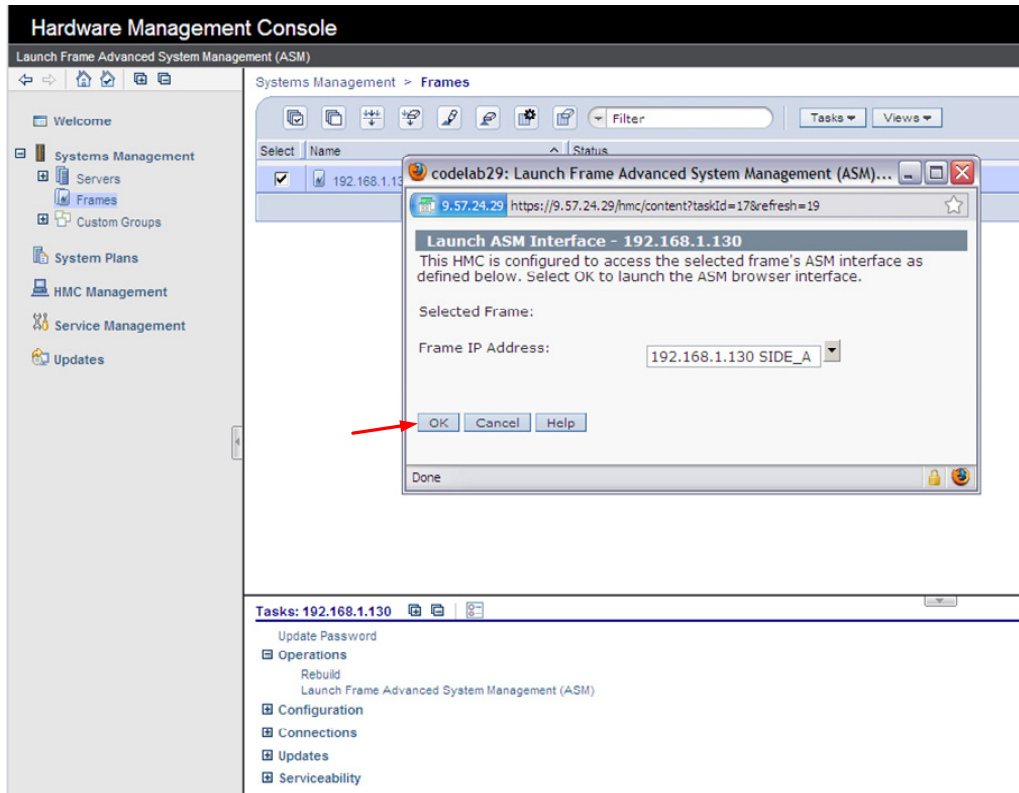 Hardware Management Console
Launch Frame Advanced System Management (ASM)
Welcome
Systems Management
Servers
Frames
Custom Groups
System Plans
HMC Management
Service Management
Updates
Systems Management > Frames
Filter
Tasks
Views
Select Name Status
192.168.1.13
codelab29: Launch Frame Advanced System Management (ASM)...
9.57.24.29 https://9.57.24.29/hmc/content?taskId=17&refresh=19
Launch ASM Interface - 192.168.1.130
This HMC is configured to access the selected frame's ASM interface as
defined below. Select OK to launch the ASM browser interface.
Selected Frame:
Frame IP Address: 192.168.1.130 SIDE_A
OK Cancel Help
Done
Tasks: 192.168.1.130
Update Password
Operations
Rebuild
Launch Frame Advanced System Management (ASM)
Configuration
Connections
Updates
Serviceability